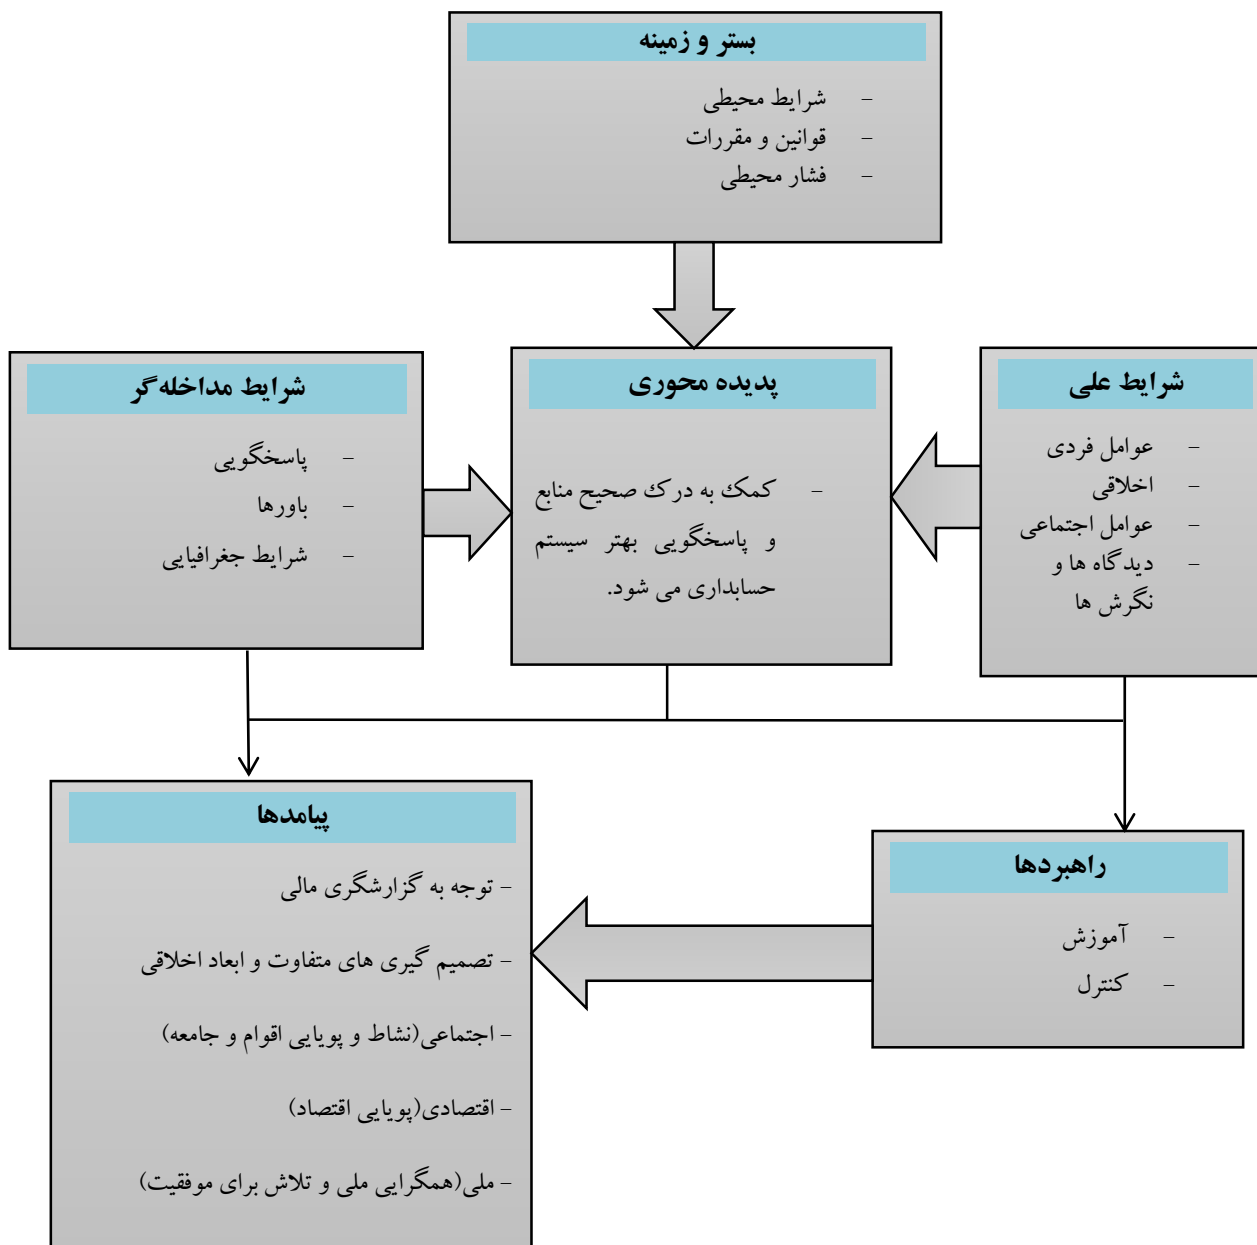 بستر و زمینه
- شرایط محیطی
- قوانین و مقررات
- فشار محیطی
شرایط علی
- عوامل فردی
- اخلاقی
- عوامل اجتماعی
- دیدگاه ها و
نگرش ها
پدیده محوری
- کمک به درک صحیح منابع
و پاسخگویی بهتر سیستم
حسابداری می شود.
شرایط مداخله‌گر
- پاسخگویی
- باورها
- شرایط جغرافیایی
راهبردها
- آموزش
- کنترل
پیامدها
- توجه به گزارشگری مالی
- تصمیم گیری های متفاوت و ابعاد اخلاقی
- اجتماعی(نشاط و پویایی اقوام و جامعه)
- اقتصادی(پویایی اقتصاد)
- ملی(همگرایی ملی و تلاش برای موفقیت)